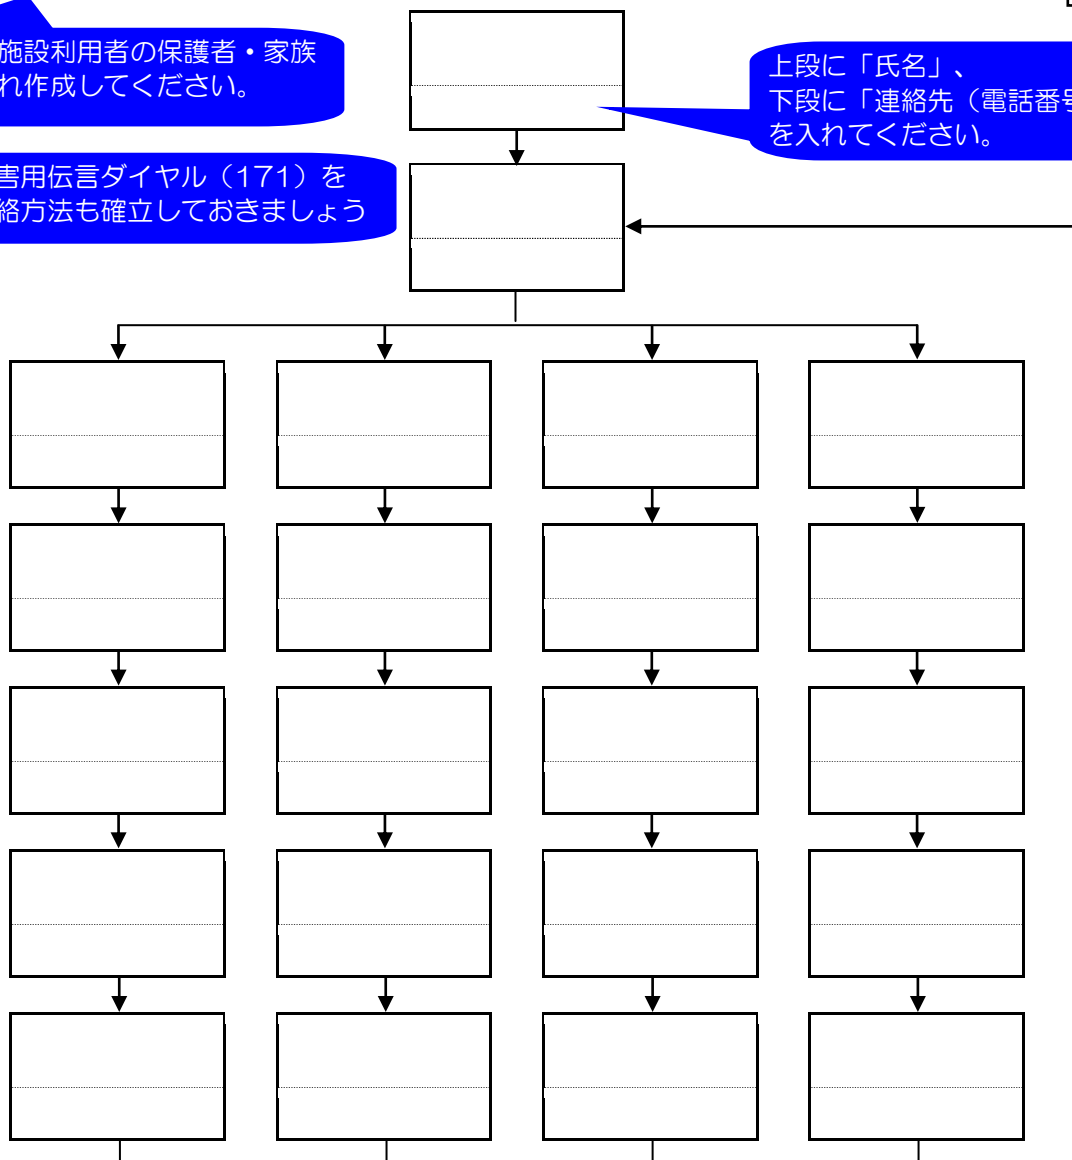 施設利用者の保護者・家族
れ作成してください。
上段に「氏名」、
下段に「連絡先（電話番号
を入れてください。
害用伝言ダイヤル（171）を
絡方法も確立しておきましょう